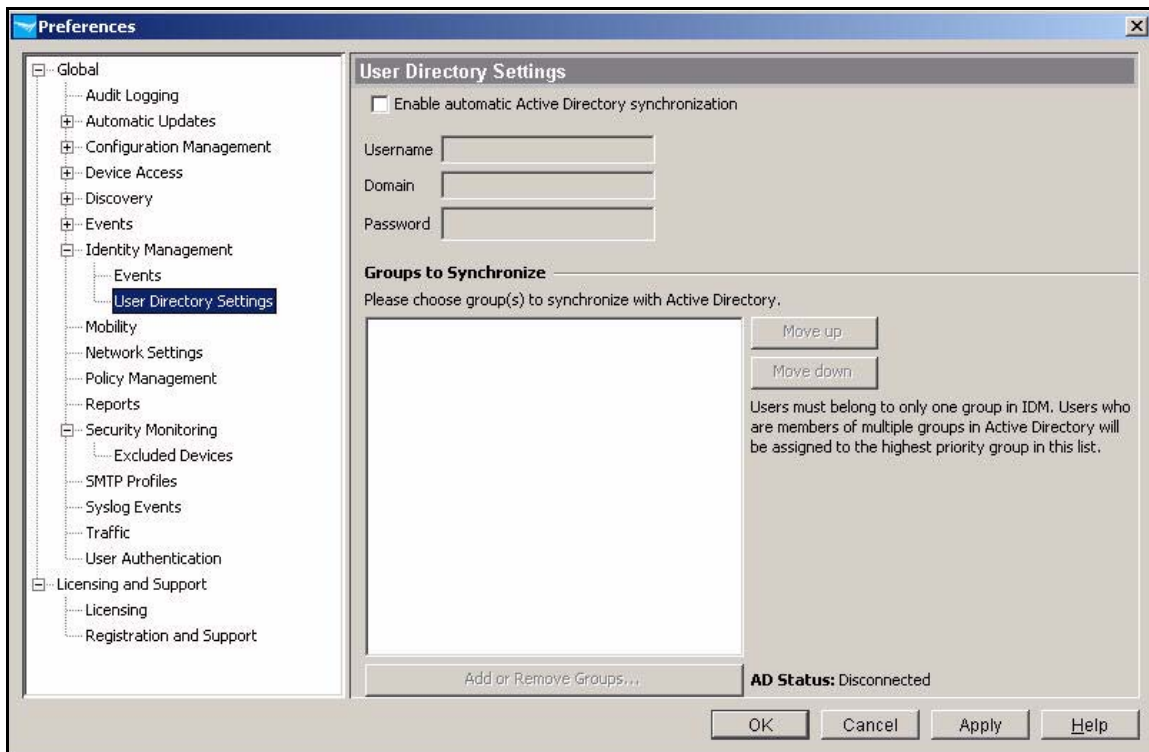 Preferences
Global
Audit Logging
Automatic Updates
Configuration Management
Device Access
Discovery
Events
Identity Management
Events
User Directory Settings
Mobility
Network Settings
Policy Management
Reports
Security Monitoring
Excluded Devices
SMTP Profiles
Syslog Events
Traffic
User Authentication
Licensing and Support
Licensing
Registration and Support
User Directory Settings
Enable automatic Active Directory synchronization
Username
Domain
Password
Groups to Synchronize
Please choose group(s) to synchronize with Active Directory.
Move up
Move down
Users must belong to only one group in IDM. Users who
are members of multiple groups in Active Directory will
be assigned to the highest priority group in this list.
Add or Remove Groups...
AD Status: Disconnected
OK
Cancel
Apply
Help